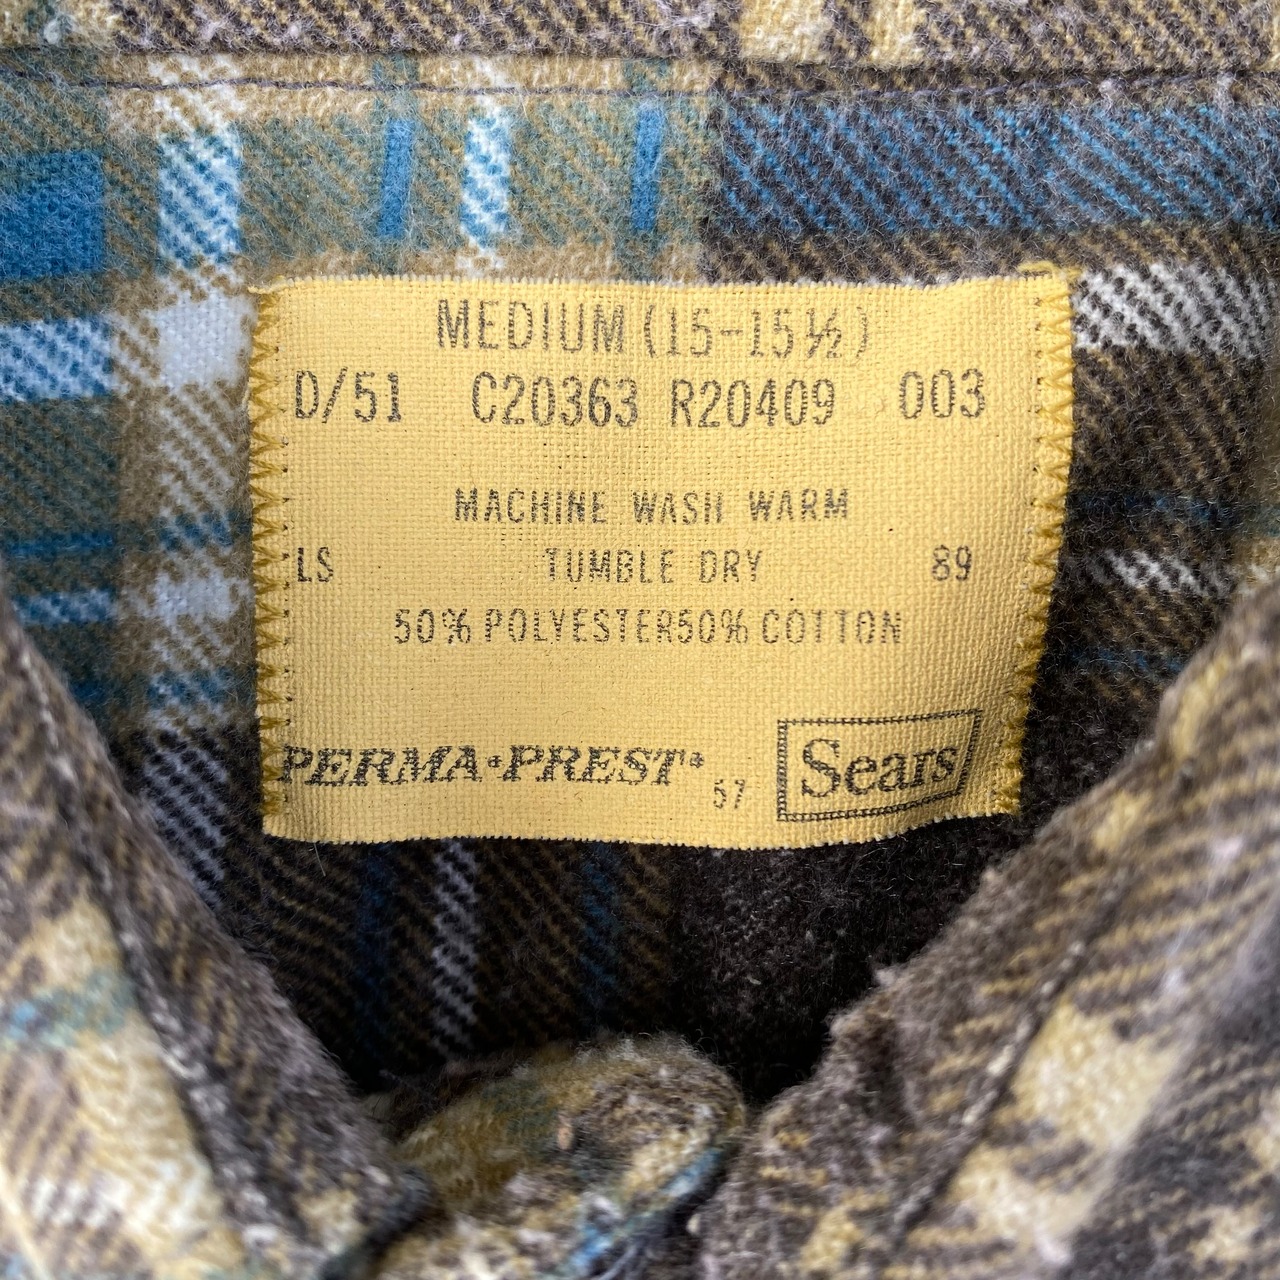 MEDIUM (15-15½)
D/51 C20363 R20409 003
MACHINE WASH WARM
LS TUMBLE DRY 89
50% POLYESTER50% COTTON
PERMA•PREST* 57 Sears